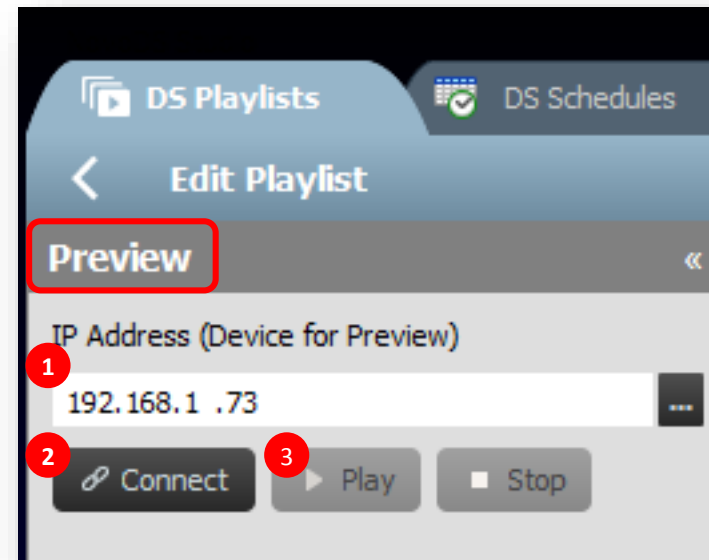 DS Playlists DS Schedules
Edit Playlist
Preview «
IP Address (Device for Preview)
1
192.168.1 .73 ...
2 Connect 3 Play Stop